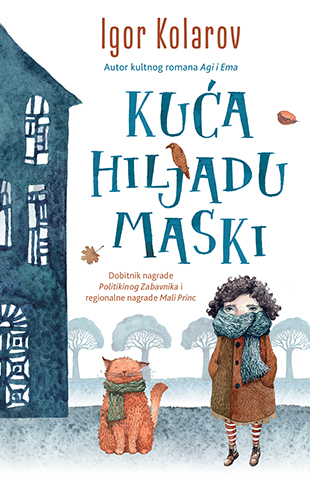 Igor Kolarov
Autor kultnog romana Agi i Ema
KUĆA
HILJADU
MASKI
Dobitnik nagrade
Politikinog Zabavnika i
regionalne nagrade Mali Princ